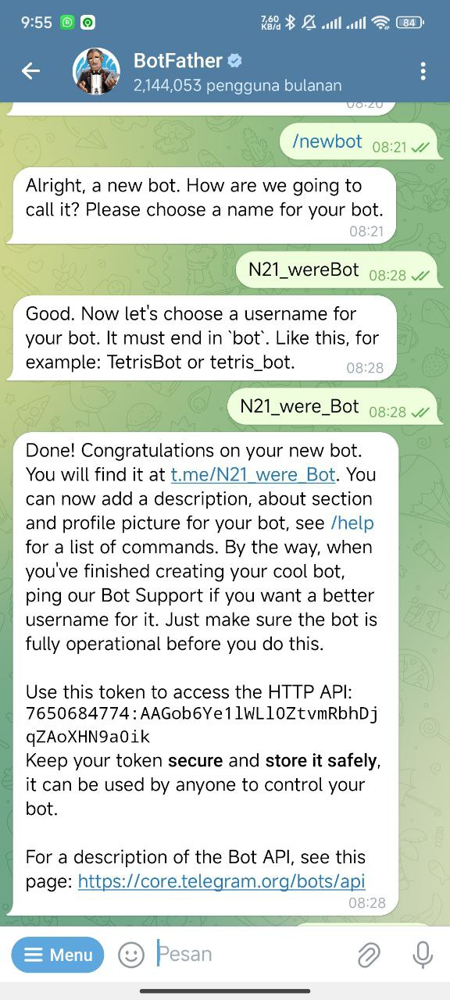 9:55
7,60
KB/d
84
BotFather
2,144,053 pengguna bulanan
08:20
/newbot 08:21
Alright, a new bot. How are we going to
call it? Please choose a name for your bot.
08:21
N21_wereBot 08:28
Good. Now let's choose a username for
your bot. It must end in `bot`. Like this, for
example: TetrisBot or tetris_bot.
08:28
N21_were_Bot 08:28
Done! Congratulations on your new bot.
You will find it at t.me/N21_were_Bot. You
can now add a description, about section
and profile picture for your bot, see /help
for a list of commands. By the way, when
you've finished creating your cool bot,
ping our Bot Support if you want a better
username for it. Just make sure the bot is
fully operational before you do this.
Use this token to access the HTTP API:
7650684774:AAGob6Ye1lWLl0ZtvmRbhDj
qZAoXHN9a0ik
Keep your token secure and store it safely,
it can be used by anyone to control your
bot.
For a description of the Bot API, see this
page: https://core.telegram.org/bots/api
08:28
Menu
Pesan